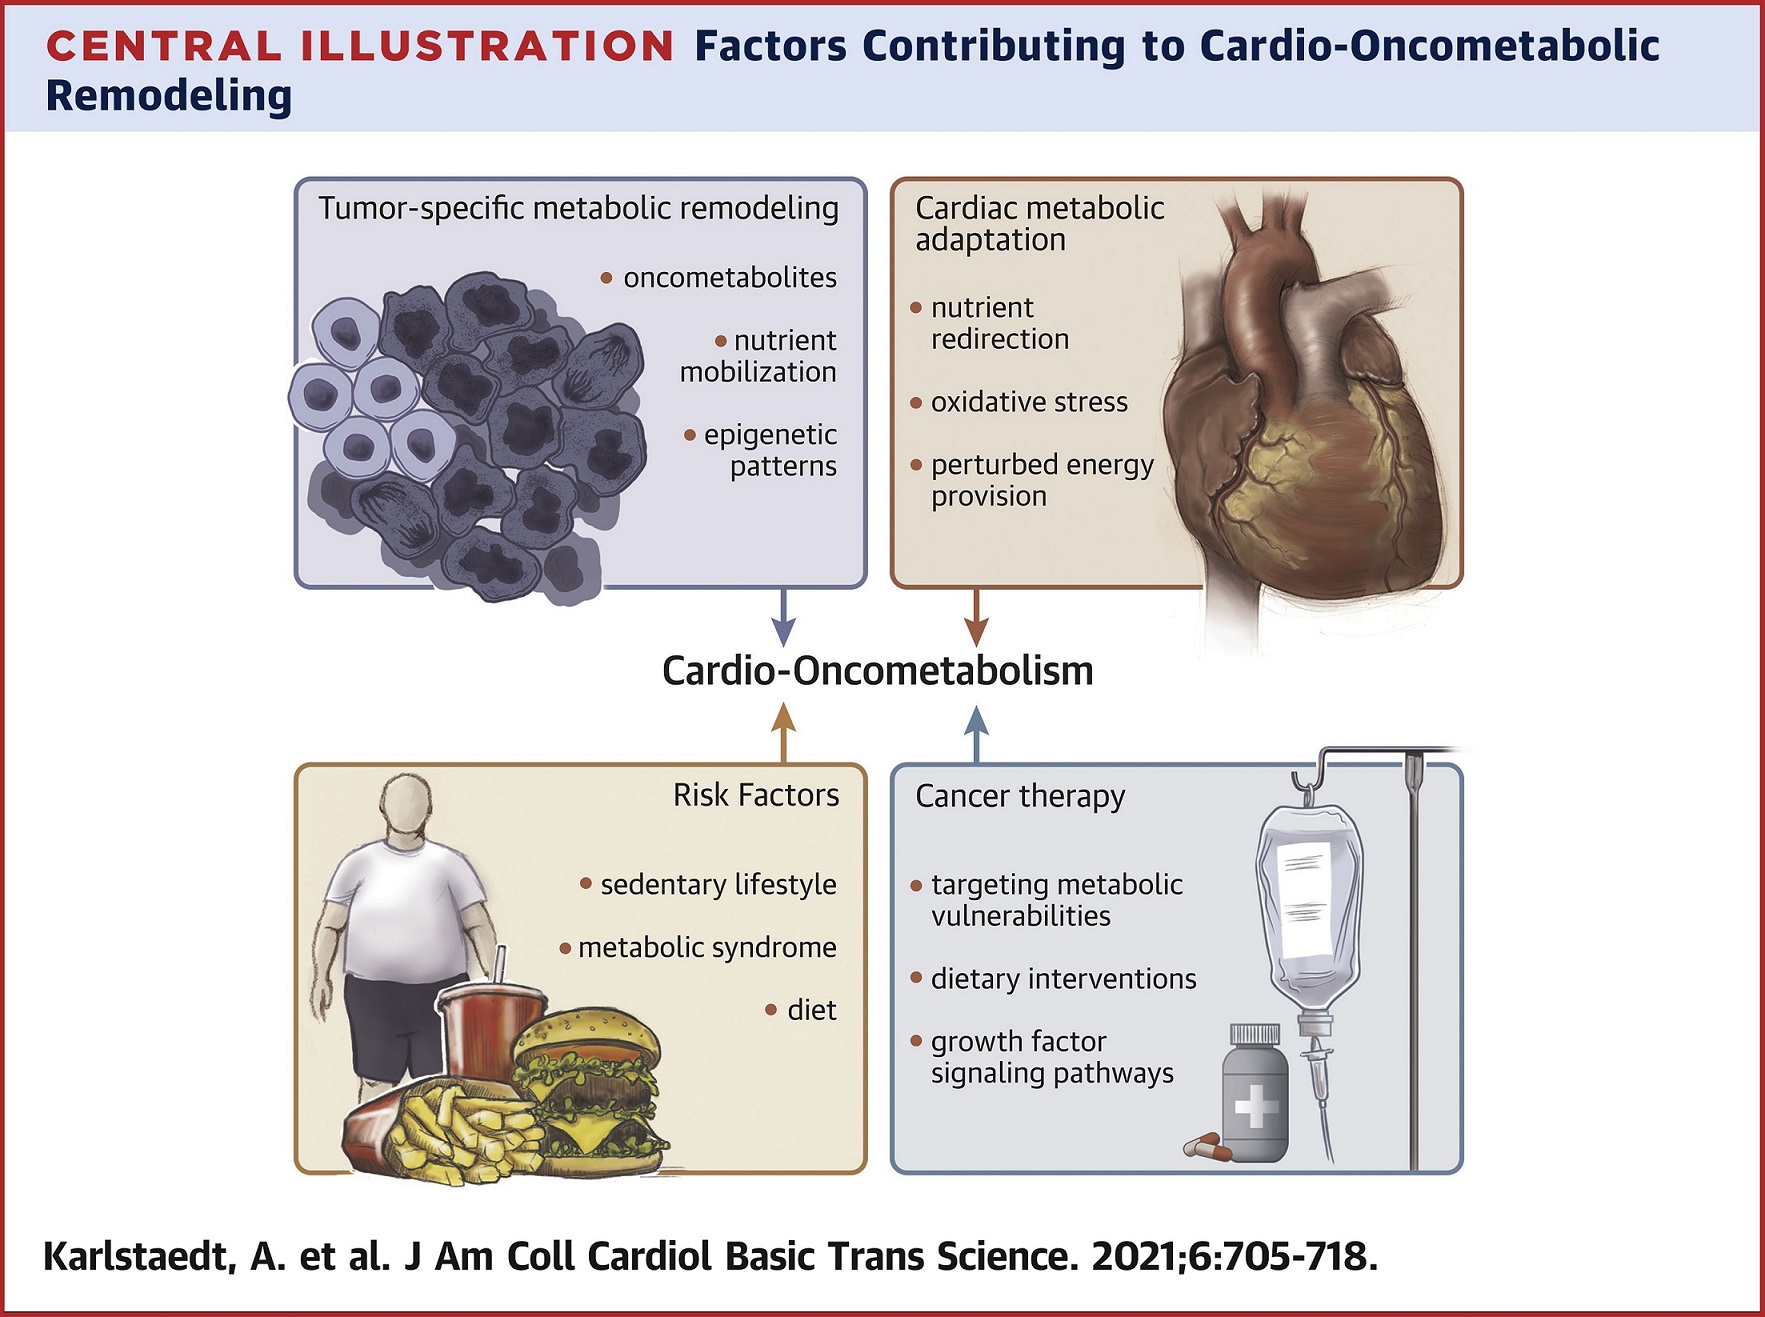 CENTRAL ILLUSTRATION Factors Contributing to Cardio-Oncometabolic
Remodeling
Tumor-specific metabolic remodeling
• oncometabolites
• nutrient
mobilization
• epigenetic
patterns
Cardiac metabolic
adaptation
• nutrient
redirection
• oxidative stress
• perturbed energy
provision
Cardio-Oncometabolism
Risk Factors
• sedentary lifestyle
• metabolic syndrome
• diet
Cancer therapy
• targeting metabolic
vulnerabilities
• dietary interventions
• growth factor
signaling pathways
Karlstaedt, A. et al. J Am Coll Cardiol Basic Trans Science. 2021;6:705-718.